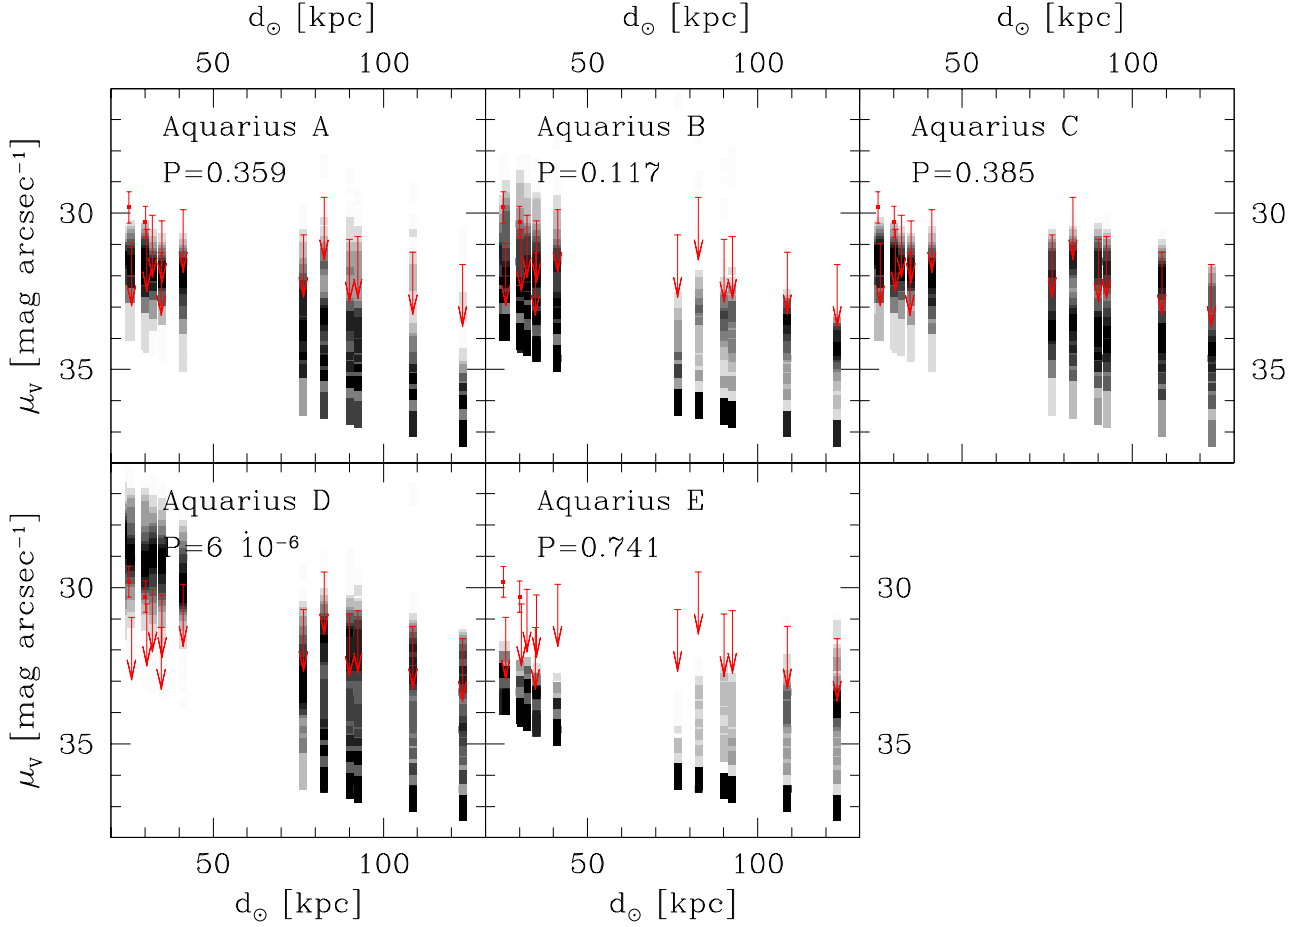 d☉ [kpc] d☉ [kpc] d☉ [kpc]
50 100 50 100 50 100
Aquarius A
P=0.359
Aquarius B
P=0.117
Aquarius C
P=0.385
μV [mag arcsec−1]
30
35
30
35
Aquarius D
P=6 10−6
Aquarius E
P=0.741
μV [mag arcsec−1]
30
35
30
35
50 100 50 100
d☉ [kpc] d☉ [kpc]